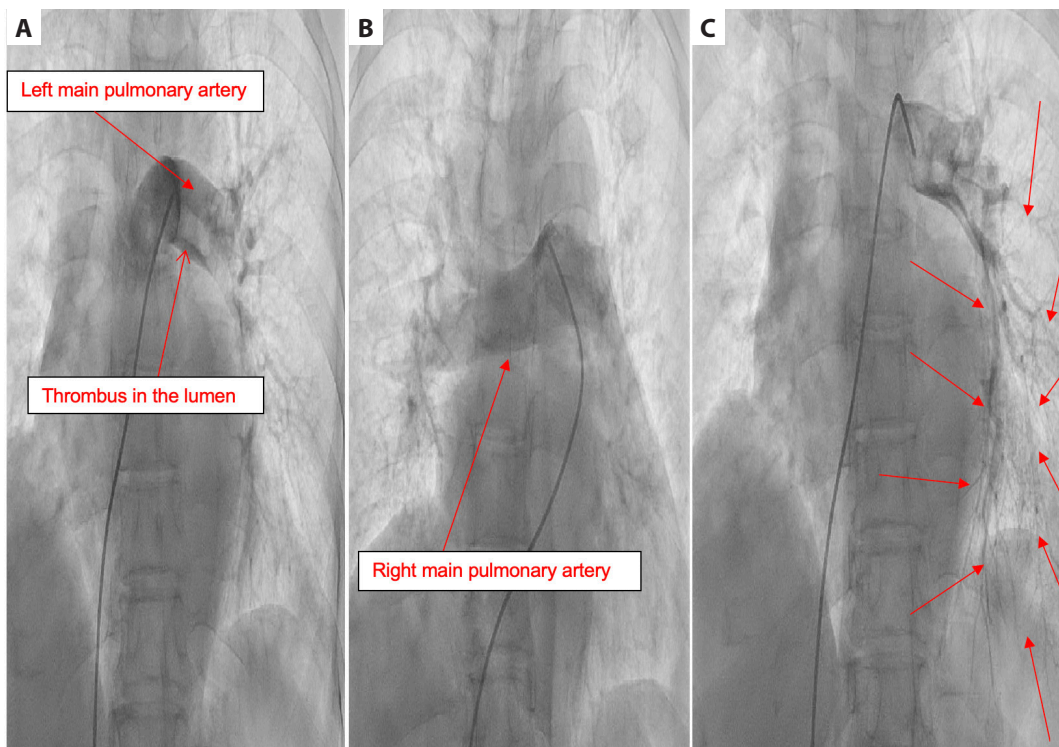 A
B
C
Left main pulmonary artery
Thrombus in the lumen
Right main pulmonary artery